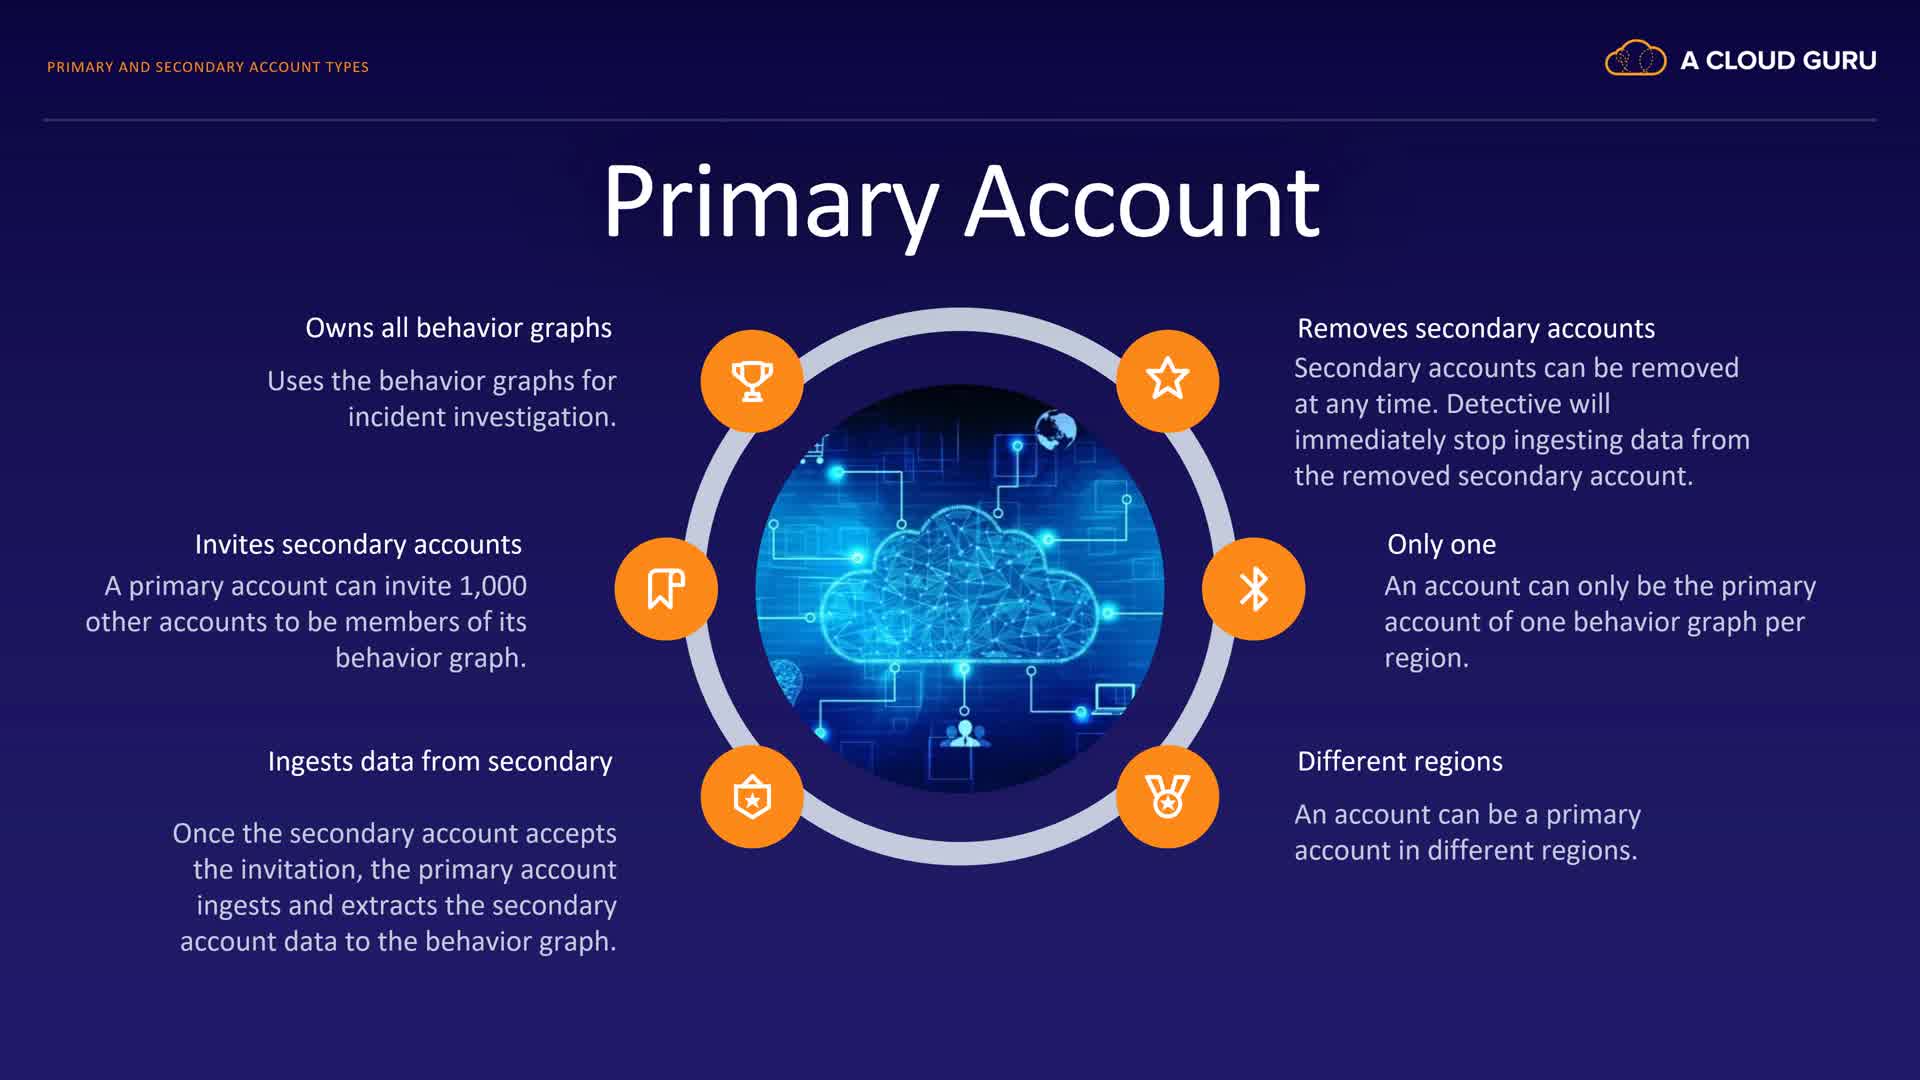 PRIMARY AND SECONDARY ACCOUNT TYPES
A CLOUD GURU
Primary Account
Owns all behavior graphs
Uses the behavior graphs for
incident investigation.
Invites secondary accounts
A primary account can invite 1,000
other accounts to be members of its
behavior graph.
Ingests data from secondary
Once the secondary account accepts
the invitation, the primary account
ingests and extracts the secondary
account data to the behavior graph.
Removes secondary accounts
Secondary accounts can be removed
at any time. Detective will
immediately stop ingesting data from
the removed secondary account.
Only one
An account can only be the primary
account of one behavior graph per
region.
Different regions
An account can be a primary
account in different regions.